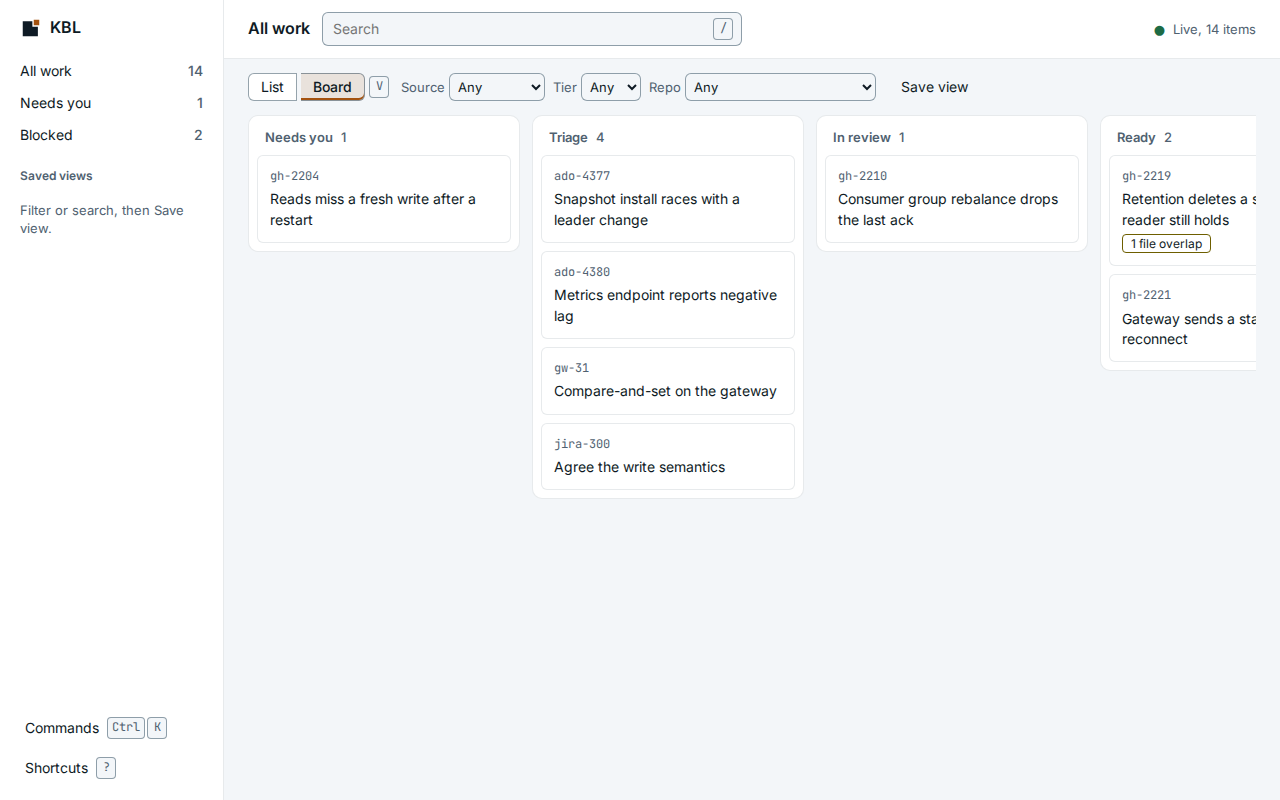 KBL
All work 14
Needs you 1
Blocked 2
Saved views
Filter or search, then Save
view.
Commands Ctrl K
Shortcuts ?
All work
Search /
Live, 14 items
List Board V Source Any Tier Any Repo Any Save view
Needs you 1
gh-2204
Reads miss a fresh write after a
restart
Triage 4
ado-4377
Snapshot install races with a
leader change
ado-4380
Metrics endpoint reports negative
lag
gw-31
Compare-and-set on the gateway
jira-300
Agree the write semantics
In review 1
gh-2210
Consumer group rebalance drops
the last ack
Ready 2
gh-2219
Retention deletes a
reader still holds
1 file overlap
gh-2221
Gateway sends a
reconnect